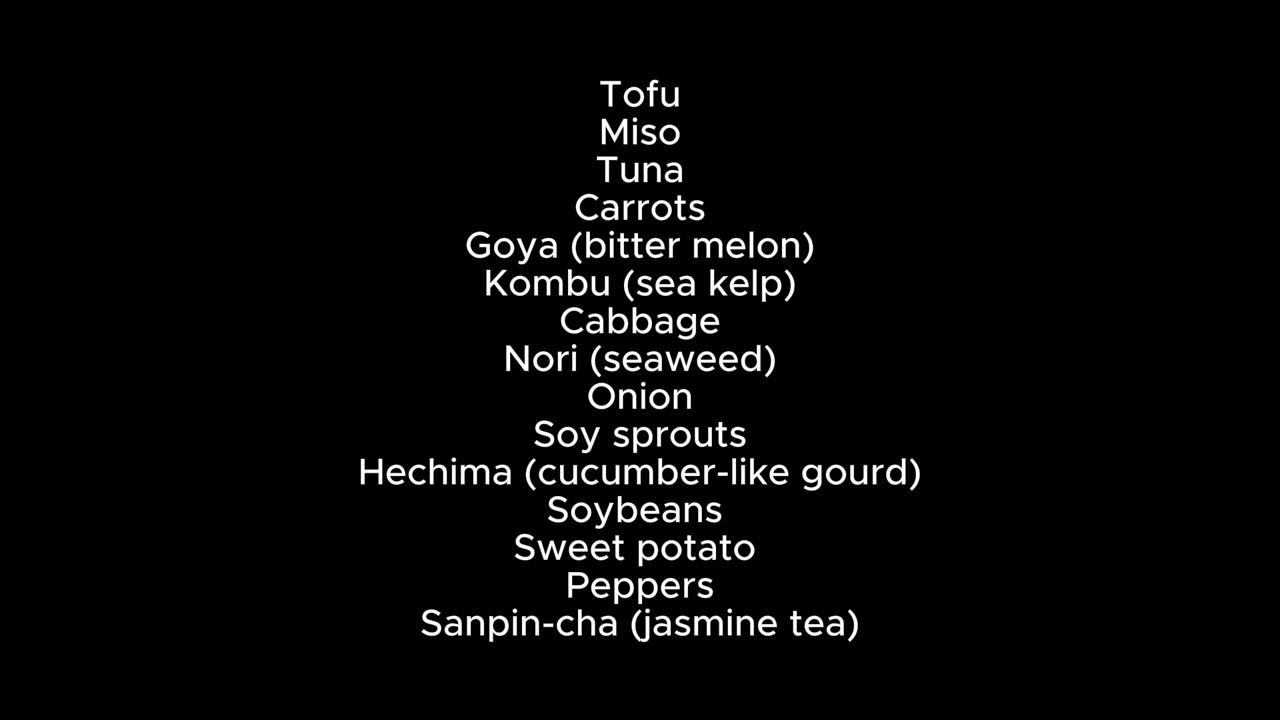 Tofu
Miso
Tuna
Carrots
Goya (bitter melon)
Kombu (sea kelp)
Cabbage
Nori (seaweed)
Onion
Soy sprouts
Hechima (cucumber-like gourd)
Soybeans
Sweet potato
Peppers
Sanpin-cha (jasmine tea)